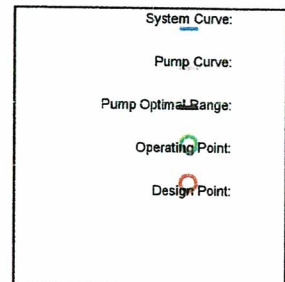 System Curve:
Pump Curve:
Pump Optimal Range:
Operating Point:
Design Point: